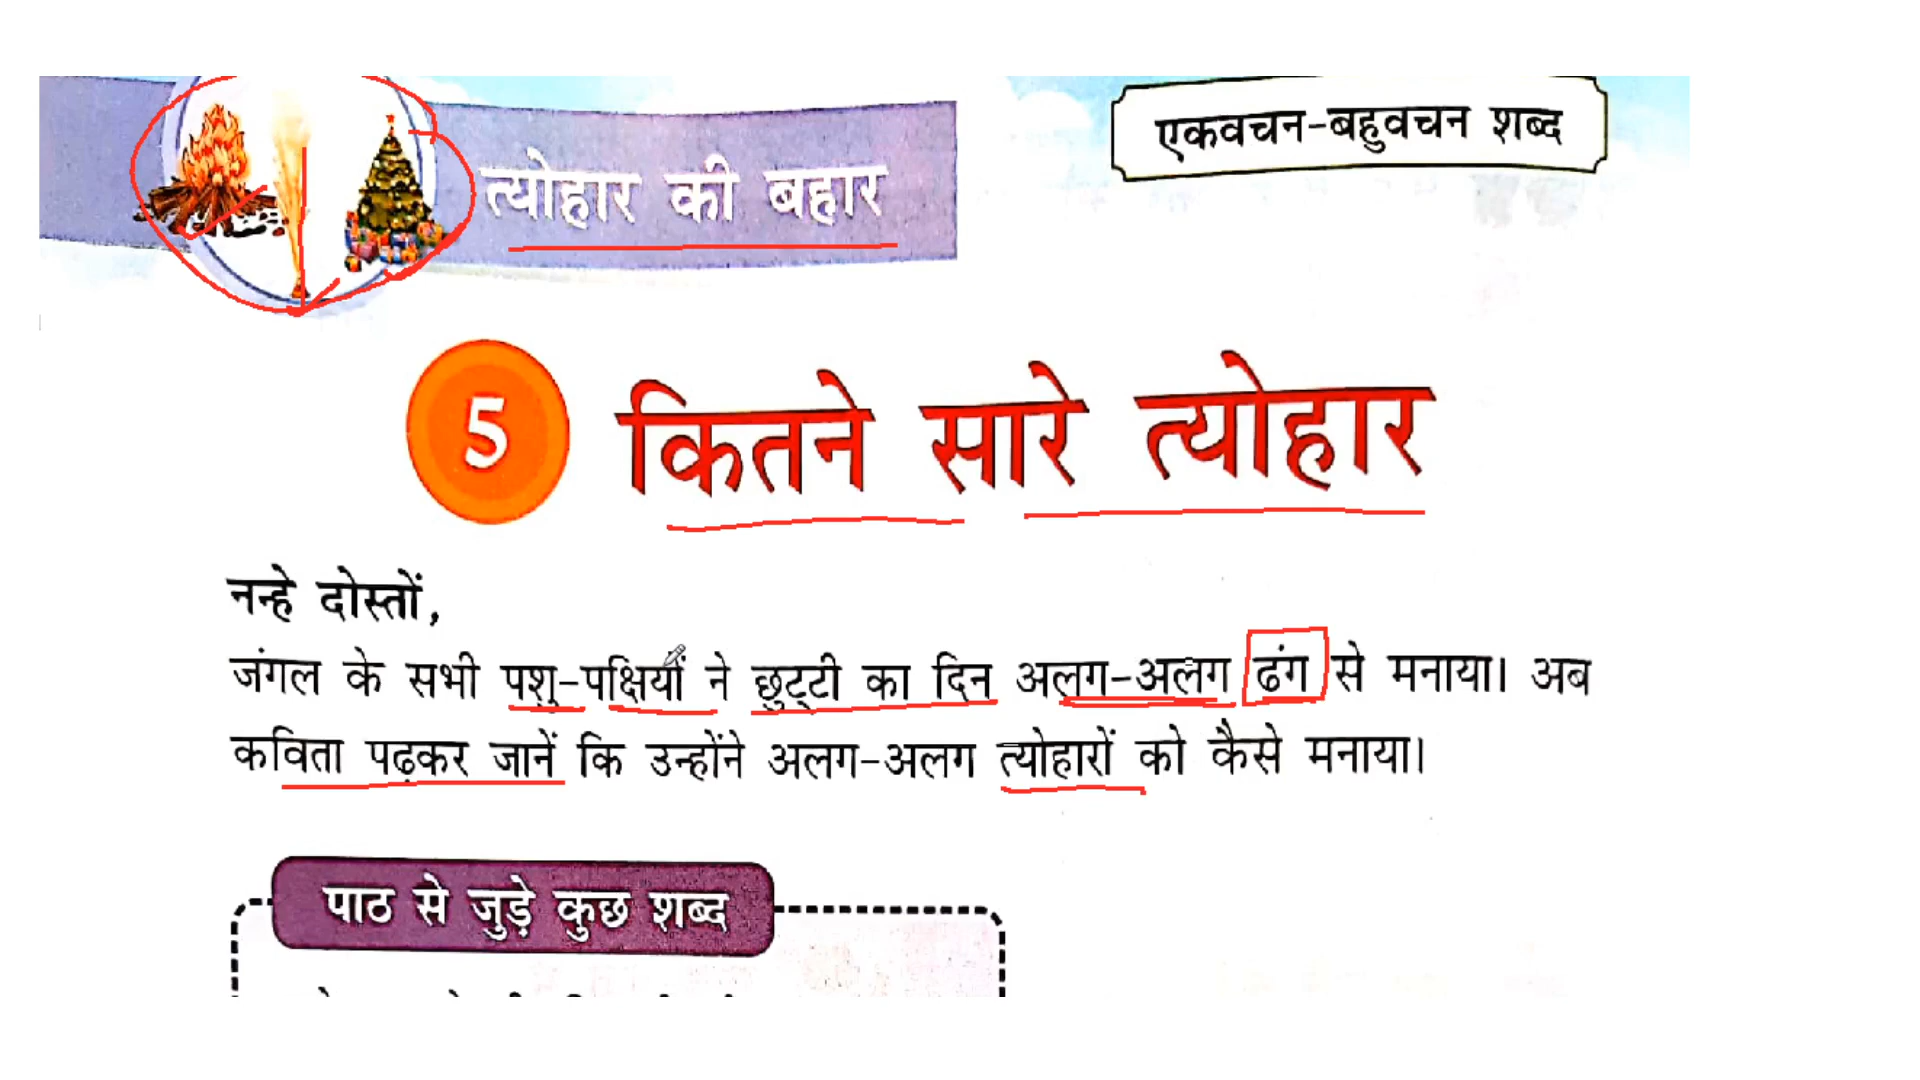 त्योहार की बहार
एकवचन-बहुवचन शब्द
5 कितने सारे त्योहार
नन्हे दोस्तों,
जंगल के सभी पशु-पक्षियों ने छुट्टी का दिन अलग-अलग ढंग से मनाया। अब
कविता पढ़कर जानें कि उन्होंने अलग-अलग त्योहारों को कैसे मनाया।
पाठ से जुड़े कुछ शब्द